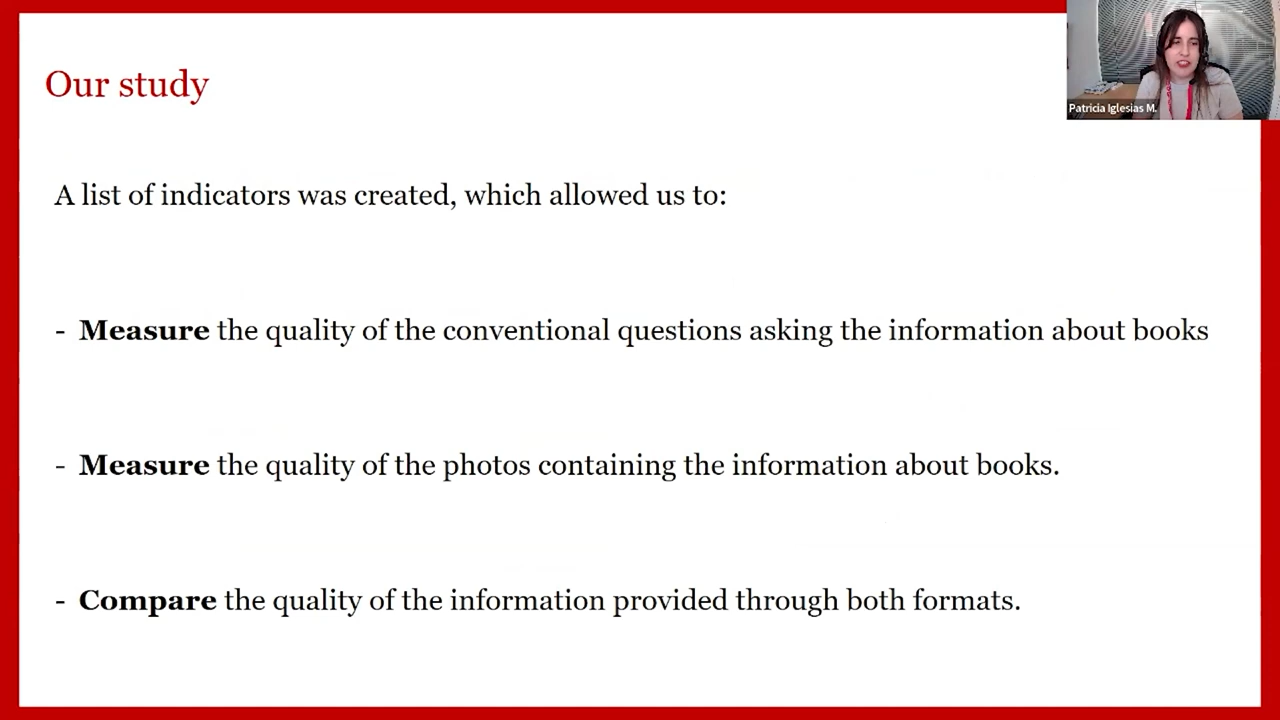 Our study
Patricia Iglesias M.
A list of indicators was created, which allowed us to:
- Measure the quality of the conventional questions asking the information about books
- Measure the quality of the photos containing the information about books.
- Compare the quality of the information provided through both formats.